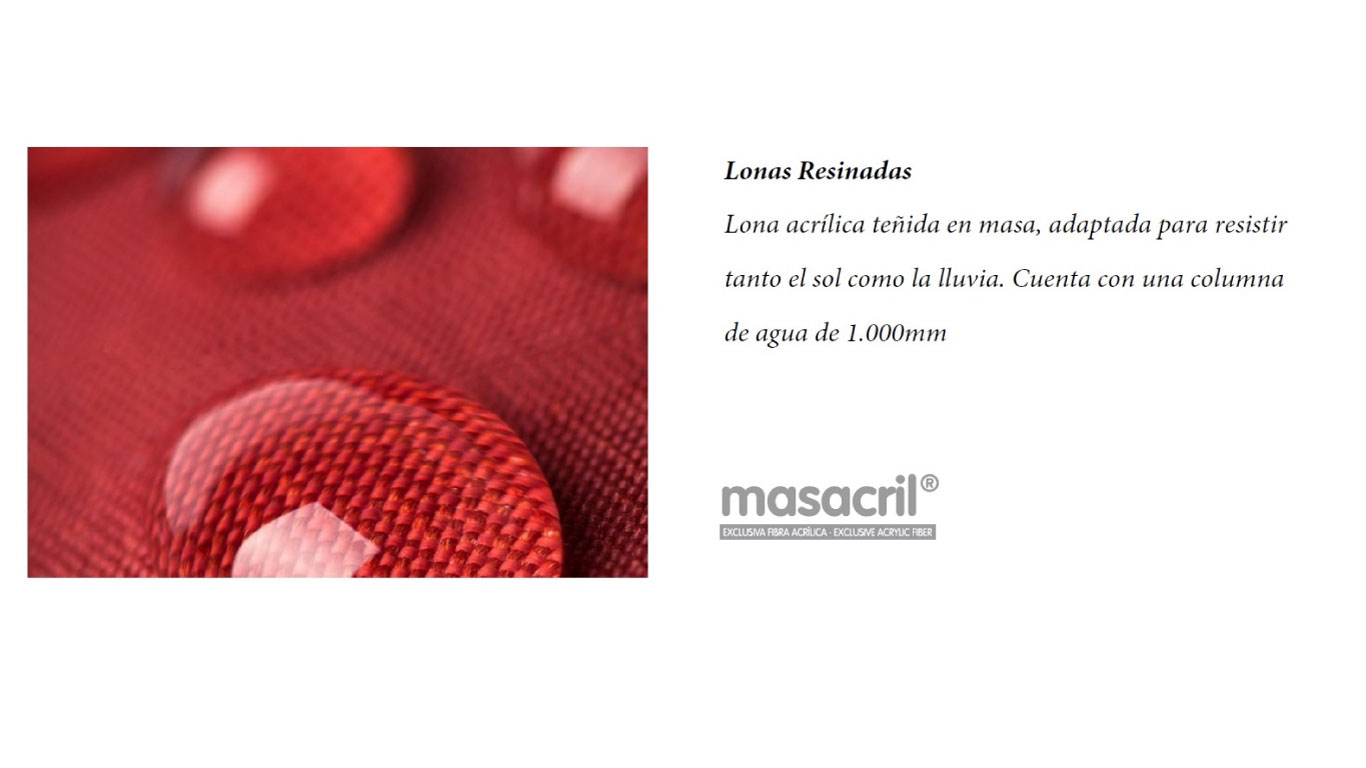 Lonas Resinadas
Lona acrílica teñida en masa, adaptada para resistir
tanto el sol como la lluvia. Cuenta con una columna
de agua de 1.000mm
masacril®
EXCLUSIVA FIBRA ACRÍLICA · EXCLUSIVE ACRYLIC FIBER